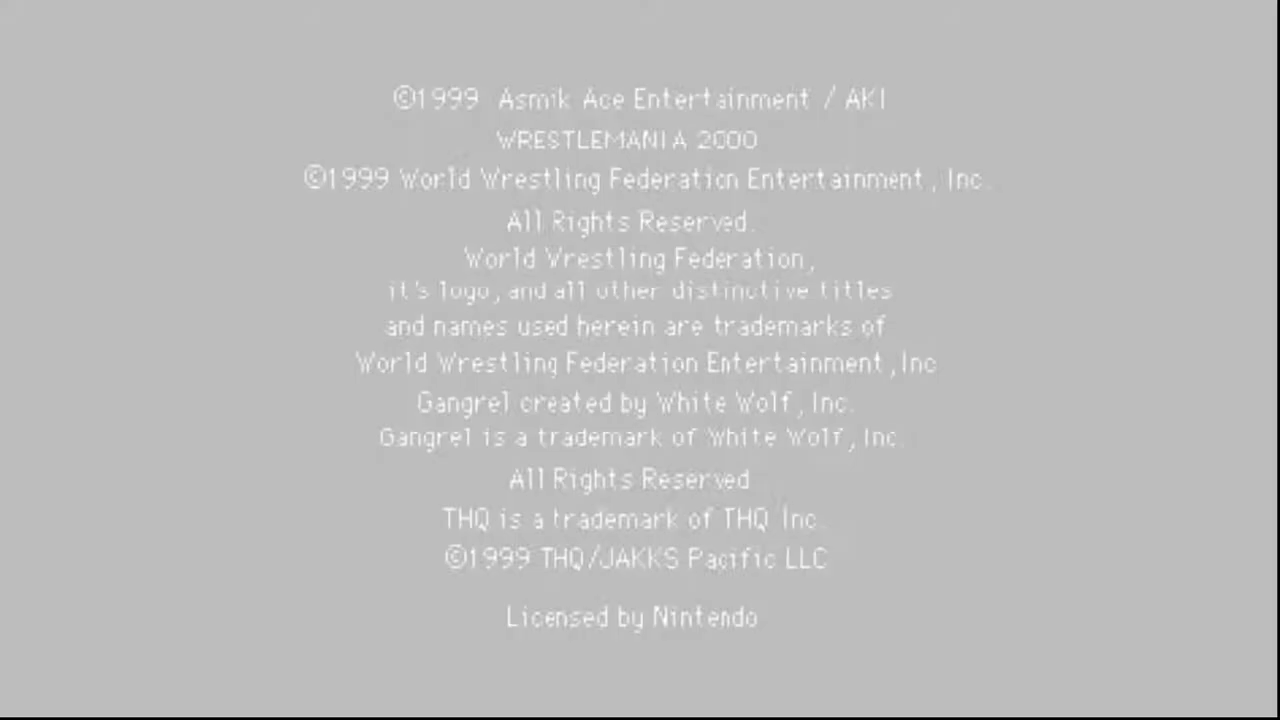 ©1999 Asmik Ace Entertainment / AKI
WRESTLEMANIA 2000
©1999 World Wrestling Federation Entertainment, Inc.
All Rights Reserved.
World Wrestling Federation,
it's logo, and all other distinctive titles
and names used herein are trademarks of
World Wrestling Federation Entertainment,Inc
Gangrel created by White Wolf, Inc.
Gangrel is a trademark of White Wolf, Inc.
All Rights Reserved
THQ is a trademark of THQ Inc.
©1999 THQ/JAKKS Pacific LLC
Licensed by Nintendo